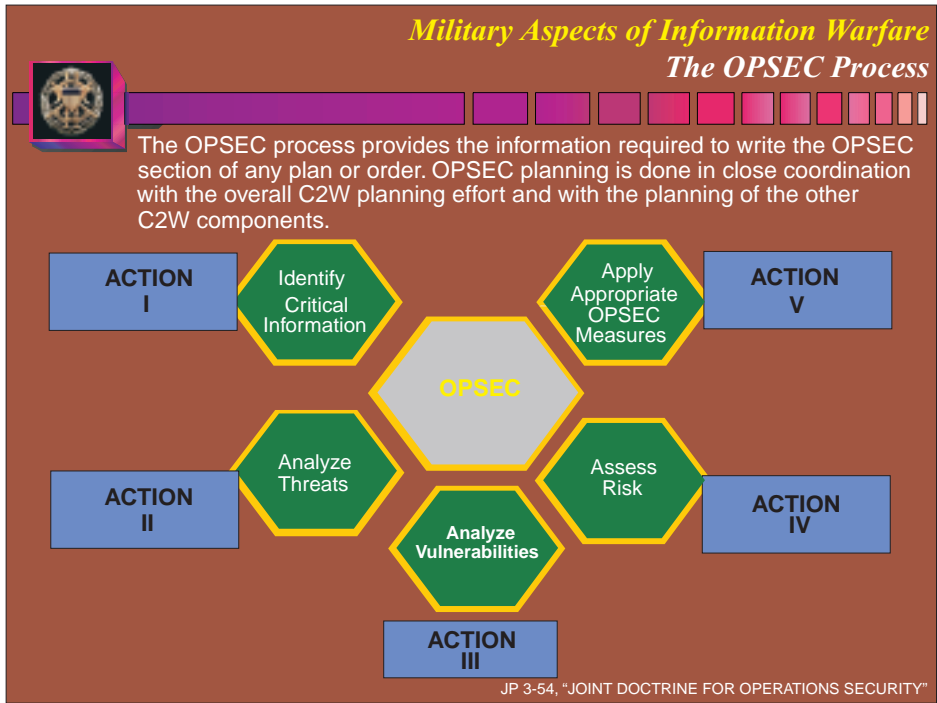 Military Aspects of Information Warfare
The OPSEC Process
The OPSEC process provides the information required to write the OPSEC
section of any plan or order. OPSEC planning is done in close coordination
with the overall C2W planning effort and with the planning of the other
C2W components.
ACTION
I
Identify
Critical
Information
Apply
Appropriate
OPSEC
Measures
ACTION
V
OPSEC
ACTION
II
Analyze
Threats
Analyze
Vulnerabilities
Assess
Risk
ACTION
IV
ACTION
III
JP 3-54, “JOINT DOCTRINE FOR OPERATIONS SECURITY”